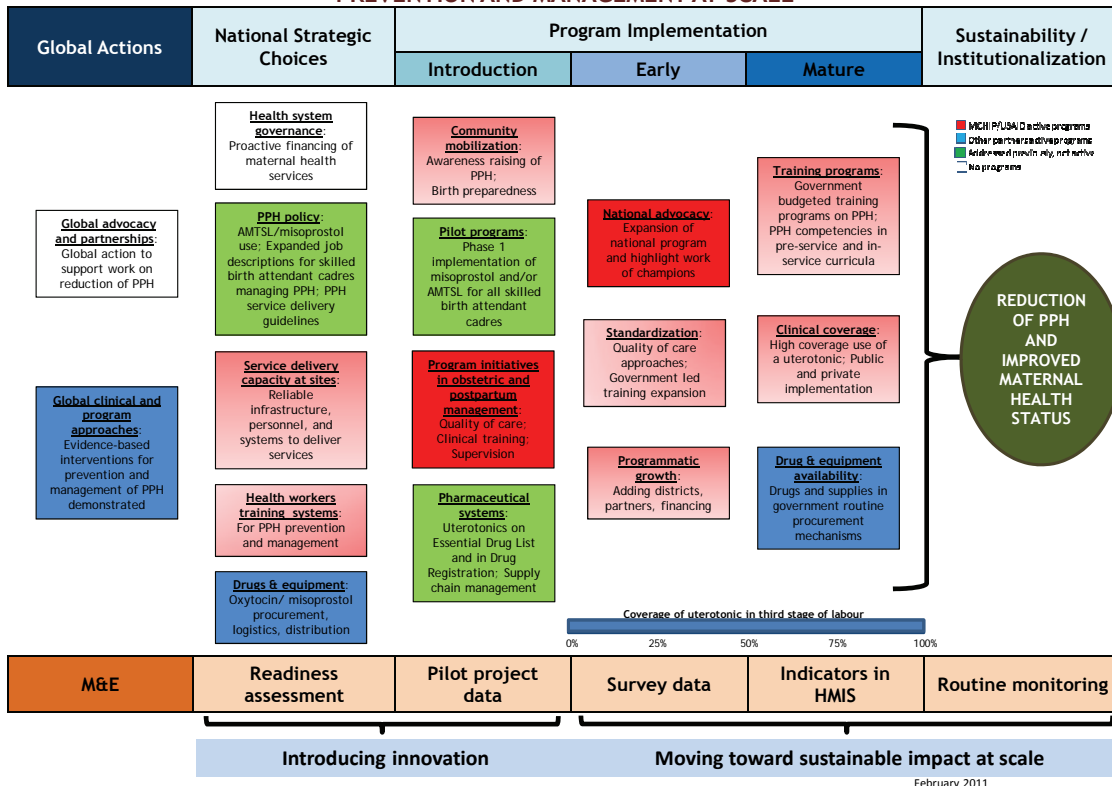 PREVENTION AND MANAGEMENT AT SCALE
Global Actions
National Strategic
Choices
Program Implementation
Introduction
Early
Mature
Sustainability /
Institutionalization
Global advocacy
and partnerships:
Global action to
support work on
reduction of PPH
Global clinical and
program
approaches:
Evidence-based
interventions for
prevention and
management of PPH
demonstrated
Health system
governance:
Proactive financing of
maternal health
services
PPH policy:
AMTSL/misoprostol
use; Expanded job
descriptions for skilled
birth attendant cadres
managing PPH; PPH
service delivery
guidelines
Service delivery
capacity at sites:
Reliable
infrastructure,
personnel, and
systems to deliver
services
Health workers
training systems:
For PPH prevention
and management
Drugs & equipment:
Oxytocin/ misoprostol
procurement,
logistics, distribution
Community
mobilization:
Awareness raising of
PPH;
Birth preparedness
Pilot programs:
Phase 1
implementation of
misoprostol and/or
AMTSL for all skilled
birth attendant
cadres
Program initiatives
in obstetric and
postpartum
management:
Quality of care;
Clinical training;
Supervision
Pharmaceutical
systems:
Uterotonics on
Essential Drug List
and in Drug
Registration; Supply
chain management
National advocacy:
Expansion of
national program
and highlight work
of champions
Standardization:
Quality of care
approaches;
Government led
training expansion
Programmatic
growth:
Adding districts,
partners, financing
Training programs:
Government
budgeted training
programs on PPH;
PPH competencies in
pre-service and in-
service curricula
Clinical coverage:
High coverage use of
a uterotonic; Public
and private
implementation
Drug & equipment
availability:
Drugs and supplies in
government routine
procurement
mechanisms
MCHIP/USAID active programs
Other partners active programs
Addressed previously, not active
No programs
REDUCTION
OF PPH
AND
IMPROVED
MATERNAL
HEALTH
STATUS
Coverage of uterotonic in third stage of labour
0% 25% 50% 75% 100%
M&E
Readiness
assessment
Pilot project
data
Survey data
Indicators in
HMIS
Routine monitoring
Introducing innovation
Moving toward sustainable impact at scale
February 2011